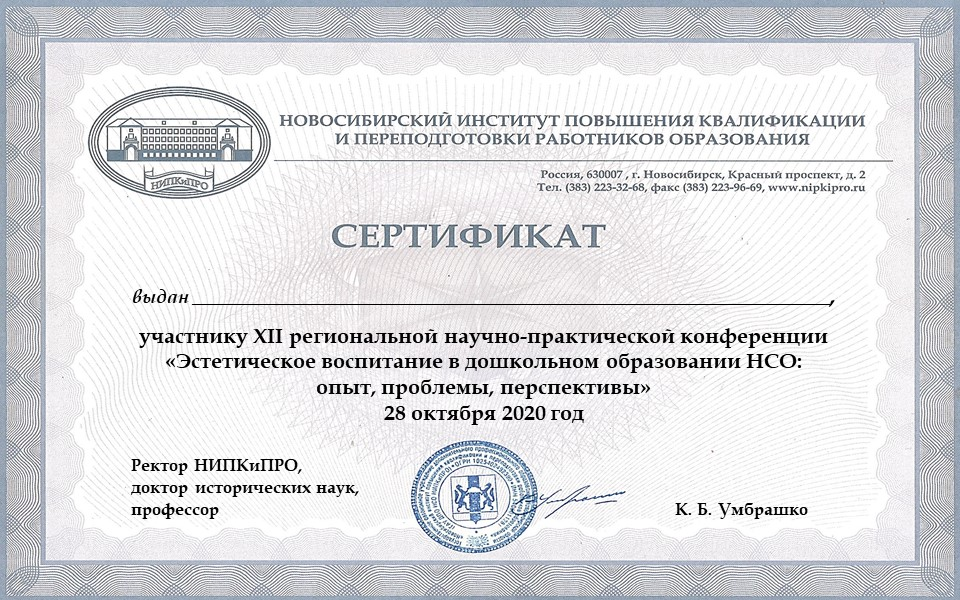 НОВОСИБИРСКИЙ ИНСТИТУТ ПОВЫШЕНИЯ КВАЛИФИКАЦИИ
И ПЕРЕПОДГОТОВКИ РАБОТНИКОВ ОБРАЗОВАНИЯ
НИПКиПРО
Россия, 630007 , г. Новосибирск, Красный проспект, д. 2
Тел. (383) 223-32-68, факс (383) 223-96-69, www.nipkipro.ru
СЕРТИФИКАТ
выдан ,
участнику XII региональной научно-практической конференции
«Эстетическое воспитание в дошкольном образовании НСО:
опыт, проблемы, перспективы»
28 октября 2020 год
Ректор НИПКиПРО,
доктор исторических наук,
профессор
К. Б. Умбрашко